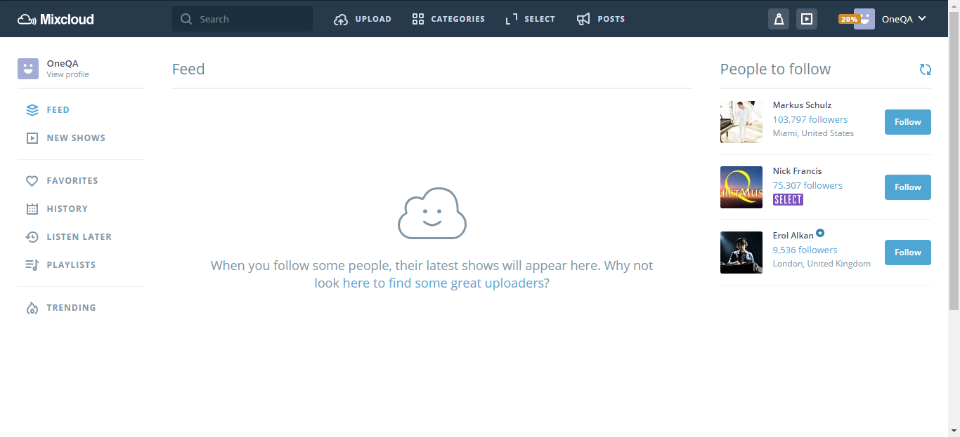 Mixcloud
Search
UPLOAD
CATEGORIES
SELECT
POSTS
20%
OneQA
OneQA
View profile
FEED
NEW SHOWS
FAVORITES
HISTORY
LISTEN LATER
PLAYLISTS
TRENDING
Feed
When you follow some people, their latest shows will appear here. Why not
look here to find some great uploaders?
People to follow
Markus Schulz
103,797 followers
Miami, United States
Follow
Nick Francis
75,307 followers
SELECT
Follow
Erol Alkan
9,536 followers
London, United Kingdom
Follow